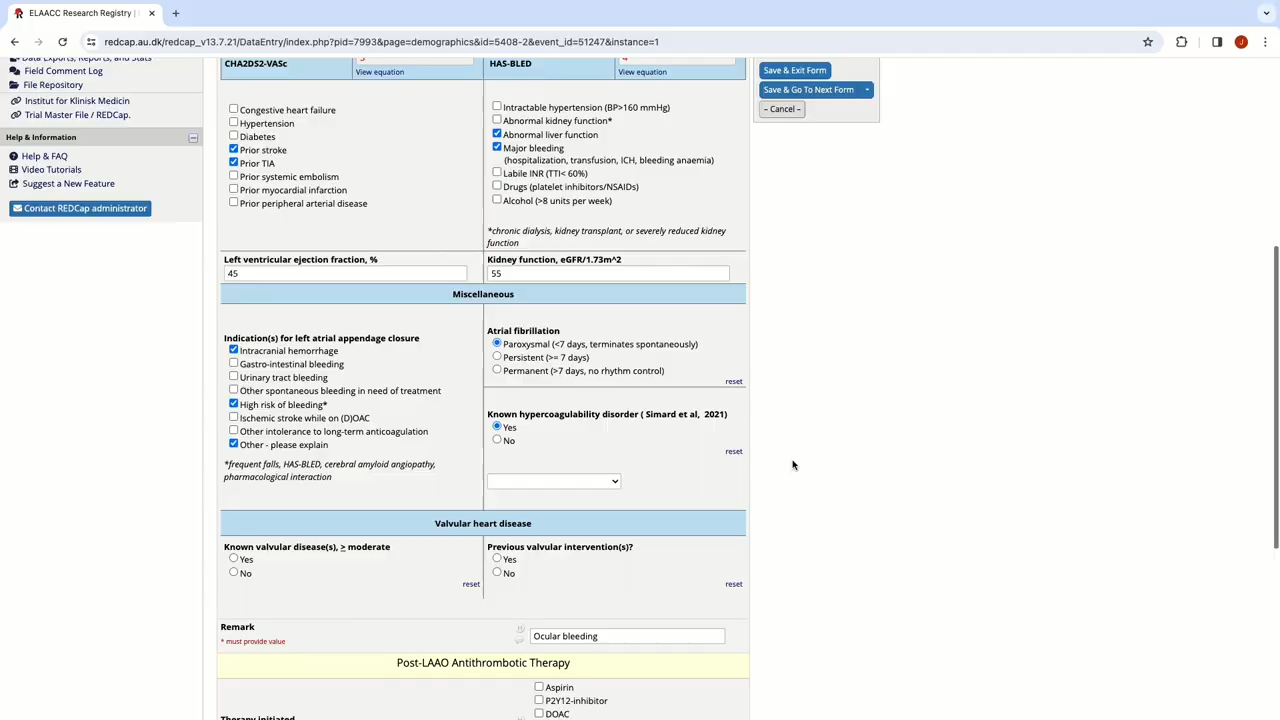 ELAACC Research Registry |
redcap.au.dk/redcap_v13.7.21/DataEntry/index.php?pid=7993&page=demographics&id=5408-2&event_id=51247&instance=1
J
Data Exports, Reports, and Stats
Field Comment Log
File Repository
Institut for Klinisk Medicin
Trial Master File / REDCap.
Help & Information
Help & FAQ
Video Tutorials
Suggest a New Feature
Contact REDCap administrator
CHA2DS2-VASc
View equation
HAS-BLED
View equation
Congestive heart failure
Hypertension
Diabetes
Prior stroke
Prior TIA
Prior systemic embolism
Prior myocardial infarction
Prior peripheral arterial disease
Intractable hypertension (BP>160 mmHg)
Abnormal kidney function*
Abnormal liver function
Major bleeding
(hospitalization, transfusion, ICH, bleeding anaemia)
Labile INR (TTI< 60%)
Drugs (platelet inhibitors/NSAIDs)
Alcohol (>8 units per week)
*chronic dialysis, kidney transplant, or severely reduced kidney
function
Left ventricular ejection fraction, %
45
Kidney function, eGFR/1.73m^2
55
Miscellaneous
Indication(s) for left atrial appendage closure
Intracranial hemorrhage
Gastro-intestinal bleeding
Urinary tract bleeding
Other spontaneous bleeding in need of treatment
High risk of bleeding*
Ischemic stroke while on (D)OAC
Other intolerance to long-term anticoagulation
Other - please explain
*frequent falls, HAS-BLED, cerebral amyloid angiopathy,
pharmacological interaction
Atrial fibrillation
Paroxysmal (<7 days, terminates spontaneously)
Persistent (>= 7 days)
Permanent (>7 days, no rhythm control)
reset
Known hypercoagulability disorder ( Simard et al, 2021)
Yes
No
reset
Valvular heart disease
Known valvular disease(s), ≥ moderate
Yes
No
reset
Previous valvular intervention(s)?
Yes
No
reset
Remark
* must provide value
Ocular bleeding
Post-LAAO Antithrombotic Therapy
Therapy initiated
Aspirin
P2Y12-inhibitor
DOAC
Save & Exit Form
Save & Go To Next Form
– Cancel –